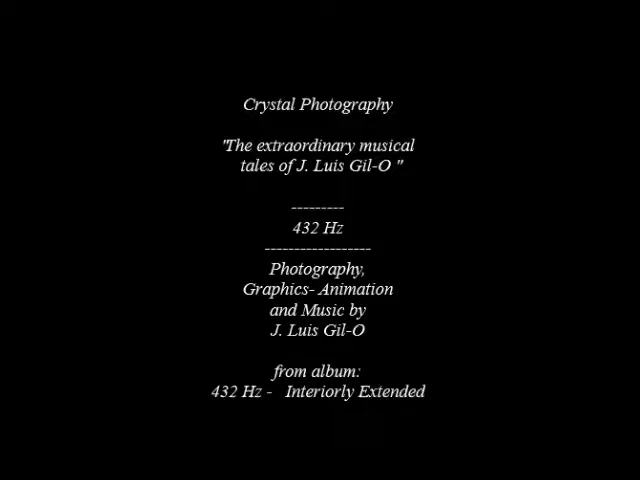 Crystal Photography
"The extraordinary musical
tales of J. Luis Gil-O "
---------
432 Hz
------------------
Photography,
Graphics- Animation
and Music by
J. Luis Gil-O
from album:
432 Hz -   Interiorly Extended